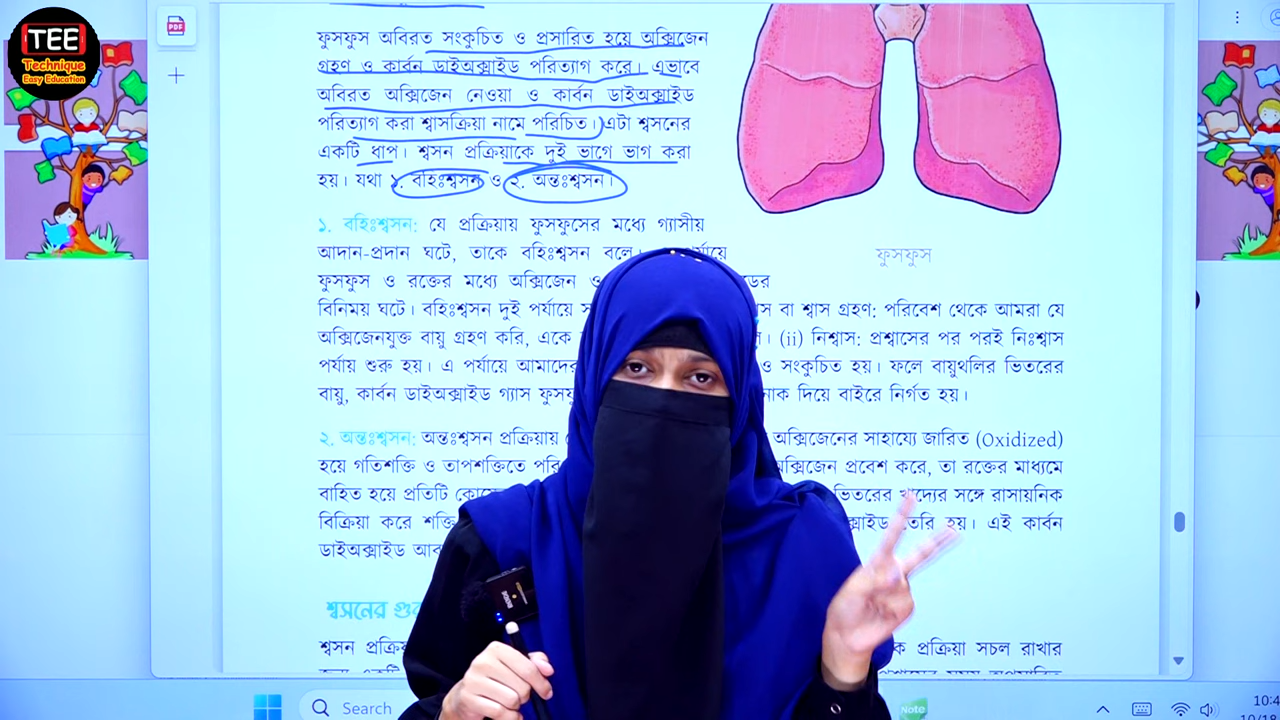 TEE
Technique
Easy Education
PDF
ফুসফুস অবিরত সংকুচিত ও প্রসারিত হয়ে অক্সিজেন
গ্রহণ ও কার্বন ডাইঅক্সাইড পরিত্যাগ করে। এভাবে
অবিরত অক্সিজেন নেওয়া ও কার্বন ডাইঅক্সাইড
পরিত্যাগ করা শ্বাসক্রিয়া নামে পরিচিত। এটা শ্বসনের
একটি ধাপ। শ্বসন প্রক্রিয়াকে দুই ভাগে ভাগ করা
হয়। যথা ১. বহিঃশ্বসন ও ২. অন্তঃশ্বসন।
১. বহিঃশ্বসন: যে প্রক্রিয়ায় ফুসফুসের মধ্যে গ্যাসীয়
আদান-প্রদান ঘটে, তাকে বহিঃশ্বসন বলে।
ফুসফুস
ফুসফুস ও রক্তের মধ্যে অক্সিজেন ও
বিনিময় ঘটে। বহিঃশ্বসন দুই পর্যায়ে বা শ্বাস গ্রহণ: পরিবেশ থেকে আমরা যে
অক্সিজেনযুক্ত বায়ু গ্রহণ করি, একে (ii) নিশ্বাস: প্রশ্বাসের পর পরই নিঃশ্বাস
পর্যায় শুরু হয়। এ পর্যায়ে আমাদের ও সংকুচিত হয়। ফলে বায়ুথলির ভিতরের
বায়ু, কার্বন ডাইঅক্সাইড গ্যাস নাক দিয়ে বাইরে নির্গত হয়।
২. অন্তঃশ্বসন: অন্তঃশ্বসন প্রক্রিয়ায় অক্সিজেনের সাহায্যে জারিত (Oxidized)
হয়ে গতিশক্তি ও তাপশক্তিতে অক্সিজেন প্রবেশ করে, তা রক্তের মাধ্যমে
বাহিত হয়ে প্রতিটি ভিতরের খাদ্যের সঙ্গে রাসায়নিক
বিক্রিয়া করে তৈরি হয়। এই কার্বন
ডাইঅক্সাইড
শ্বসনের
শ্বসন প্রক্রিয়া সচল রাখার
Search
Note